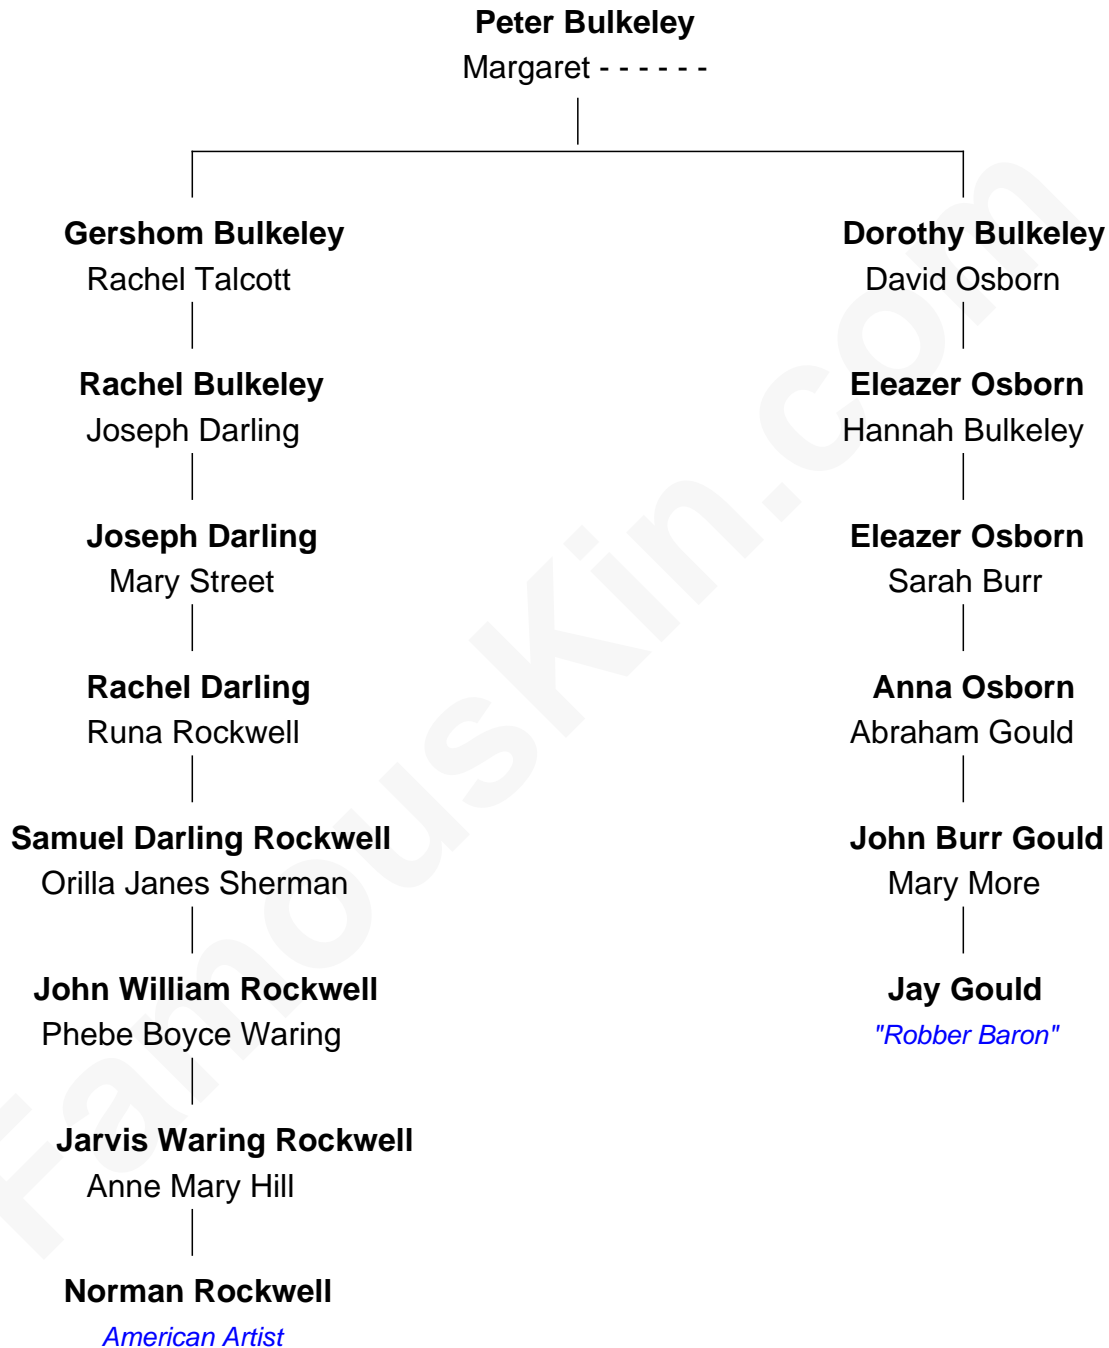 Peter Bulkeley
Margaret - - - - - -
Gershom Bulkeley
Rachel Talcott
Dorothy Bulkeley
David Osborn
Rachel Bulkeley
Joseph Darling
Eleazer Osborn
Hannah Bulkeley
Joseph Darling
Mary Street
Eleazer Osborn
Sarah Burr
Rachel Darling
Runa Rockwell
Anna Osborn
Abraham Gould
Samuel Darling Rockwell
Orilla Janes Sherman
John Burr Gould
Mary More
John William Rockwell
Phebe Boyce Waring
Jay Gould
"Robber Baron"
Jarvis Waring Rockwell
Anne Mary Hill
Norman Rockwell
American Artist
FamousKin.com